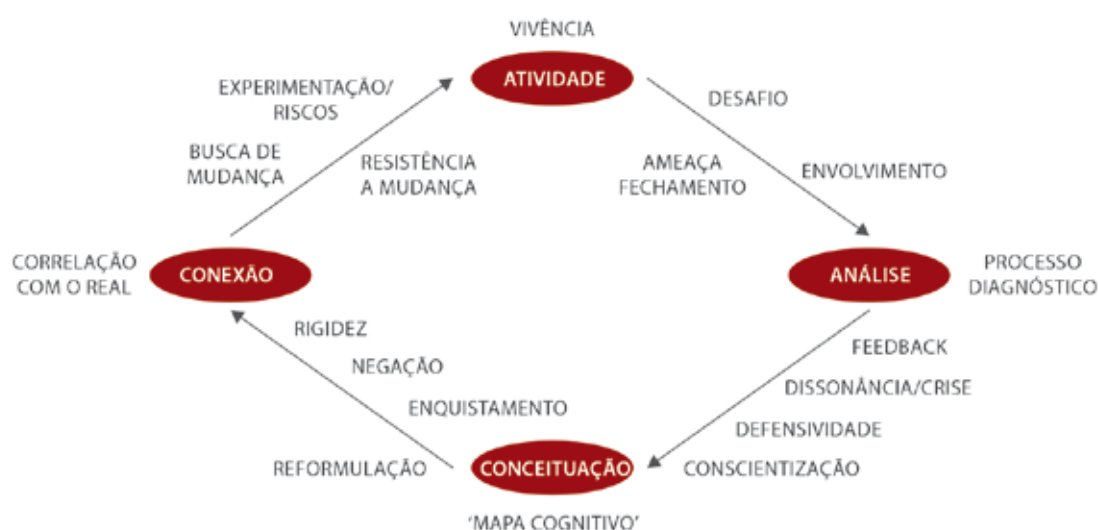 VIVÊNCIA
ATIVIDADE
EXPERIMENTAÇÃO/
RISCOS
DESAFIO
BUSCA DE
MUDANÇA
RESISTÊNCIA
A MUDANÇA
AMEAÇA
FECHAMENTO
ENVOLVIMENTO
CORRELAÇÃO
COM O REAL
CONEXÃO
ANÁLISE
PROCESSO
DIAGNÓSTICO
RIGIDEZ
FEEDBACK
NEGAÇÃO
DISSONÂNCIA/CRISE
ENQUISTAMENTO
DEFENSIVIDADE
REFORMULAÇÃO
CONCEITUAÇÃO
CONSCIENTIZAÇÃO
'MAPA COGNITIVO'